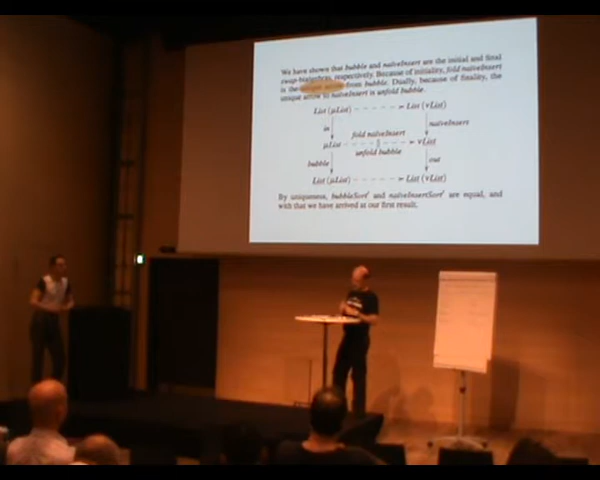 We have shown that bubble and naiveInsert are the initial and final
swap-bialgebras, respectively. Because of initiality, fold naiveInsert
is the unique arrow from bubble. Dually, because of finality, the
unique arrow to naiveInsert is unfold bubble.
List (μList) List (νList)
in fold naiveInsert naiveInsert
μList νList
bubble unfold bubble out
List (μList) List (νList)
By uniqueness, bubbleSort and naiveInsertSort are equal, and
with that we have arrived at our first result.